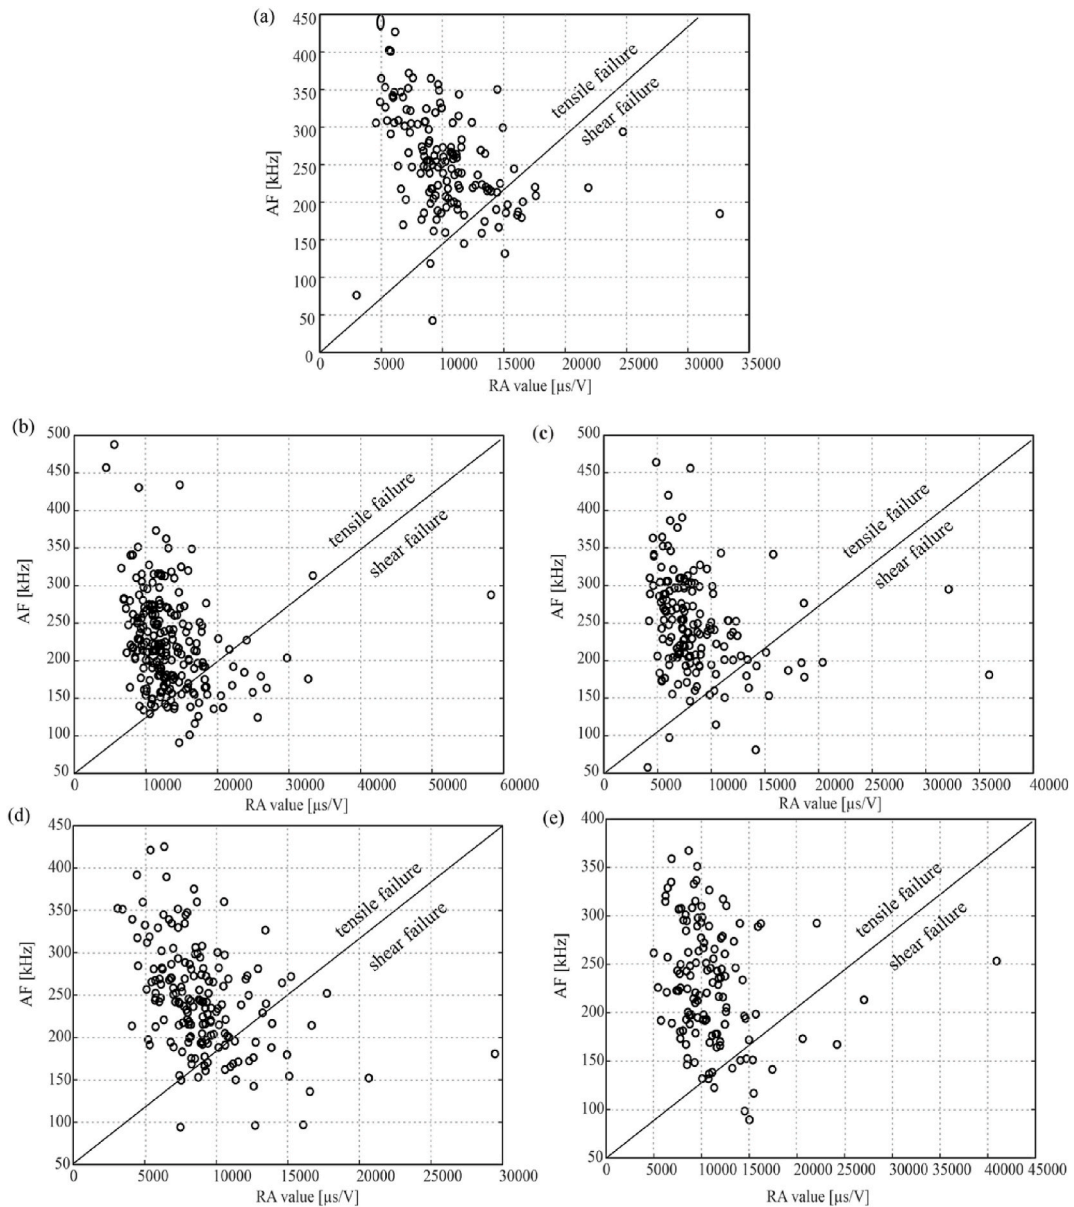 (a)
450
400
350
300
250
200
150
100
50
0
AF [kHz]
tensile failure
shear failure
0 5000 10000 15000 20000 25000 30000 35000
RA value [µs/V]
(b)
500
450
400
350
300
250
200
150
100
50
AF [kHz]
tensile failure
shear failure
0 10000 20000 30000 40000 50000 60000
RA value [µs/V]
(c)
500
450
400
350
300
250
200
150
100
50
AF [kHz]
tensile failure
shear failure
0 5000 10000 15000 20000 25000 30000 35000 40000
RA value [µs/V]
(d)
450
400
350
300
250
200
150
100
50
AF [kHz]
tensile failure
shear failure
0 5000 10000 15000 20000 25000 30000
RA value [µs/V]
(e)
400
350
300
250
200
150
100
50
AF [kHz]
tensile failure
shear failure
0 5000 10000 15000 20000 25000 30000 35000 40000 45000
RA value [µs/V]